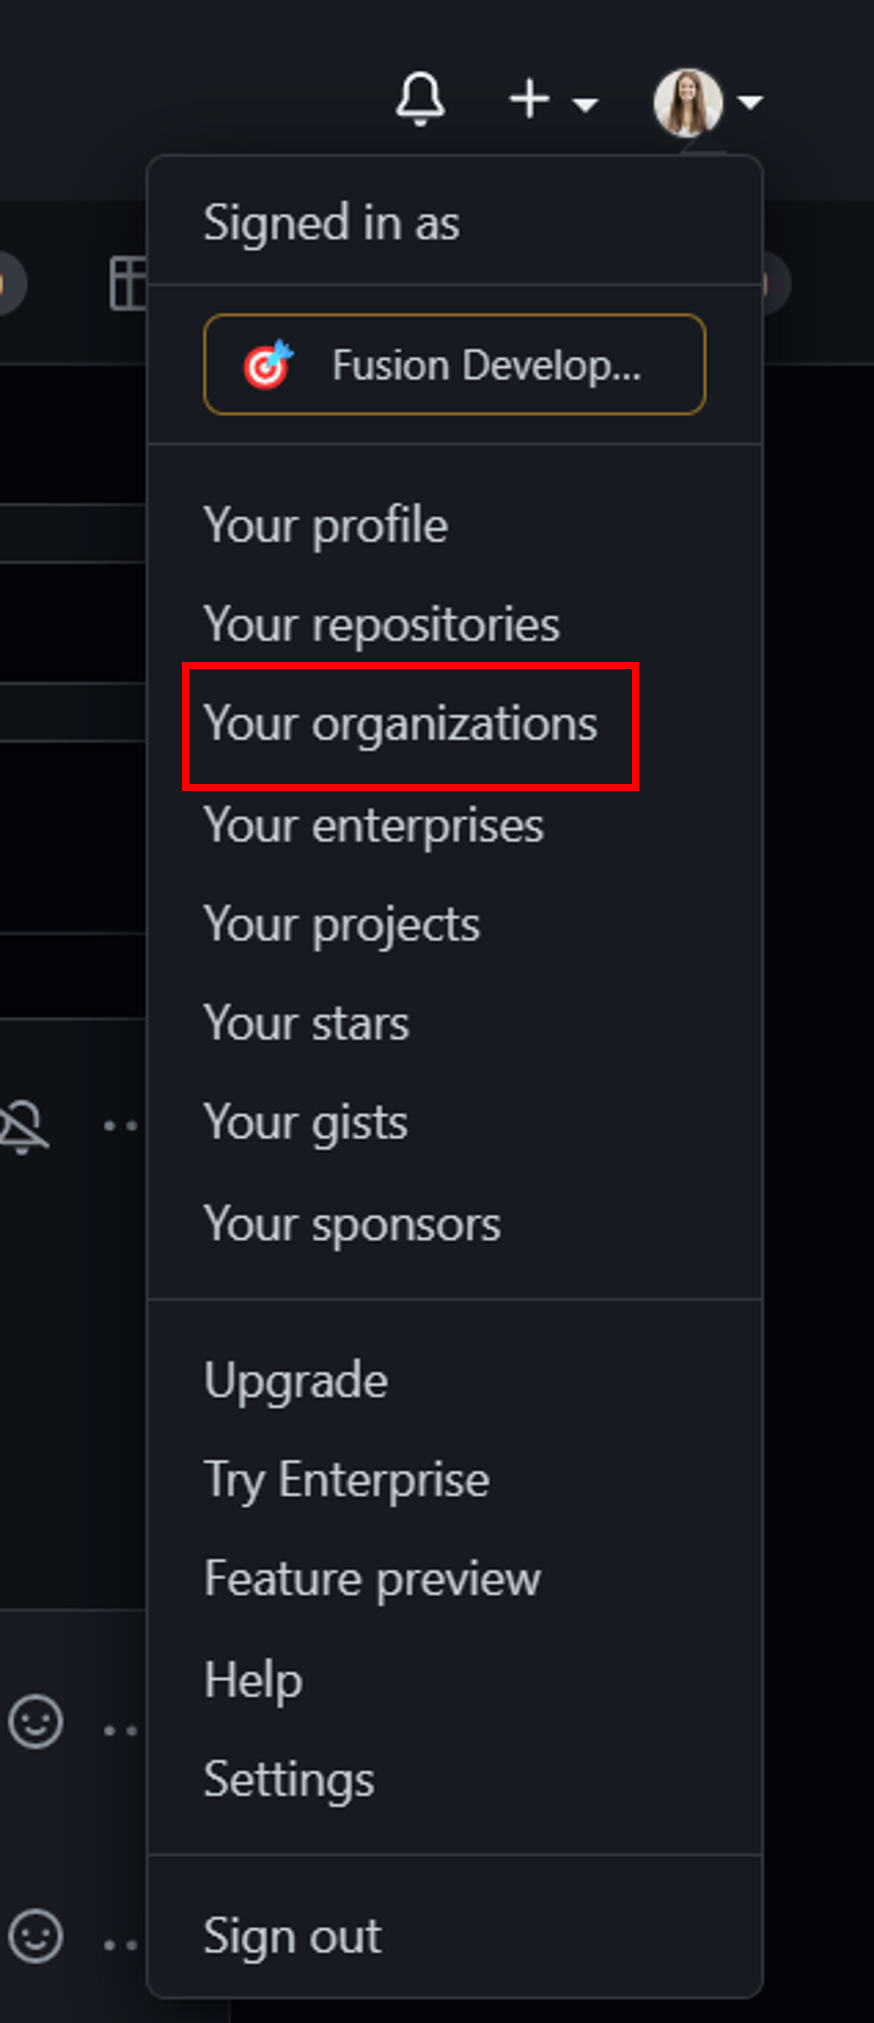 Signed in as
Fusion Develop...
Your profile
Your repositories
Your organizations
Your enterprises
Your projects
Your stars
Your gists
Your sponsors
Upgrade
Try Enterprise
Feature preview
Help
Settings
Sign out